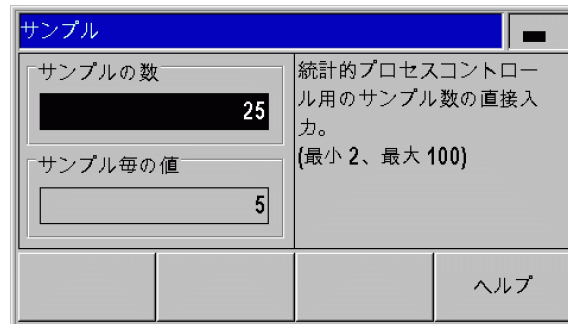 サンプル
サンプルの数
25
サンプル毎の値
5
統計的プロセスコントロー
ル用のサンプル数の直接入
力。
(最小 2、最大 100)
ヘルプ